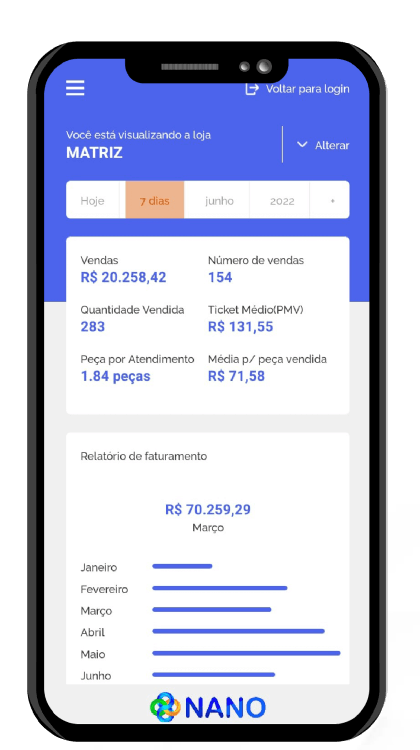 Voltar para login
Você está visualizando a loja
MATRIZ
Alterar
Hoje 7 dias junho 2022 +
Vendas Número de vendas
R$ 20.258,42 154
Quantidade Vendida Ticket Médio(PMV)
283 R$ 131,55
Peça por Atendimento Média p/ peça vendida
1.84 peças R$ 71,58
Relatório de faturamento
R$ 70.259,29
Março
Janeiro
Fevereiro
Março
Abril
Maio
Junho
NANO